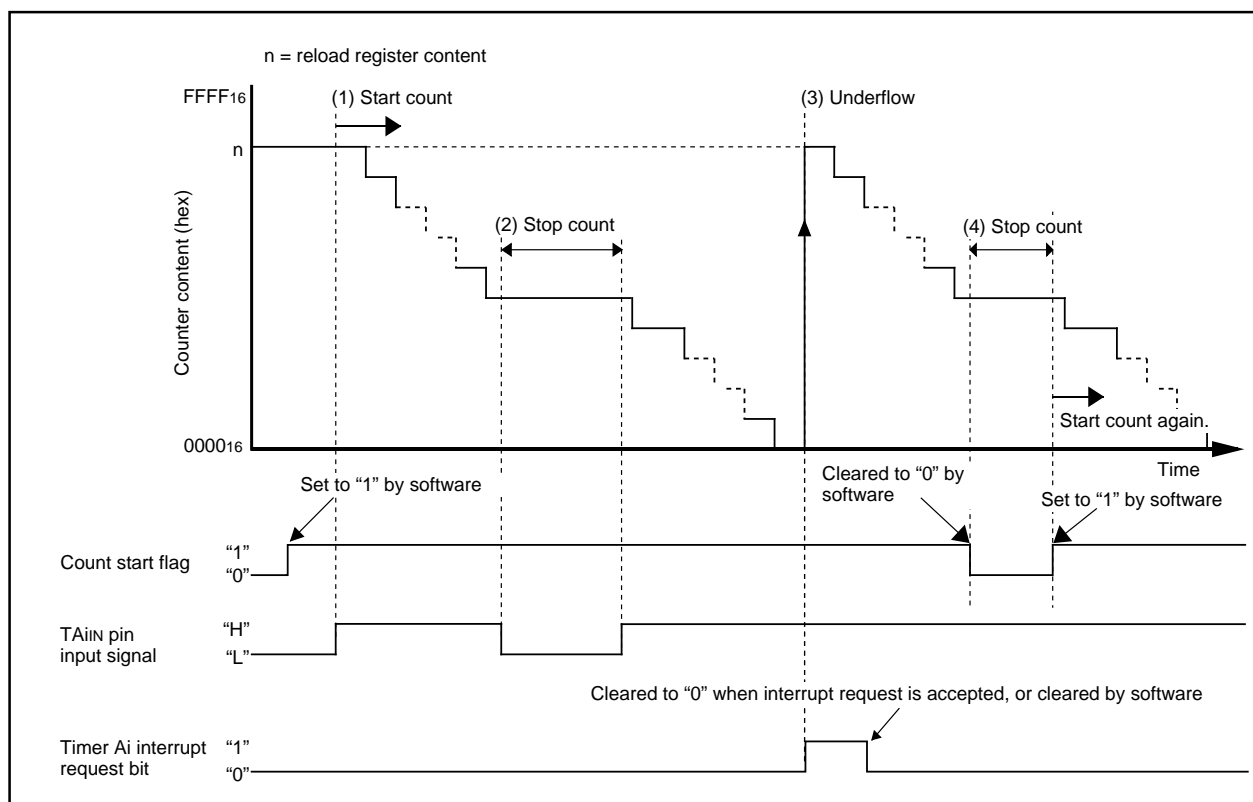 n = reload register content
FFFF16
(1) Start count
(3) Underflow
n
Counter content (hex)
(2) Stop count
(4) Stop count
Start count again.
000016
Time
Set to “1” by software
Cleared to “0” by
software
Set to “1” by software
Count start flag
“1”
“0”
TAiIN pin
input signal
“H”
“L”
Cleared to “0” when interrupt request is accepted, or cleared by software
Timer Ai interrupt
request bit
“1”
“0”